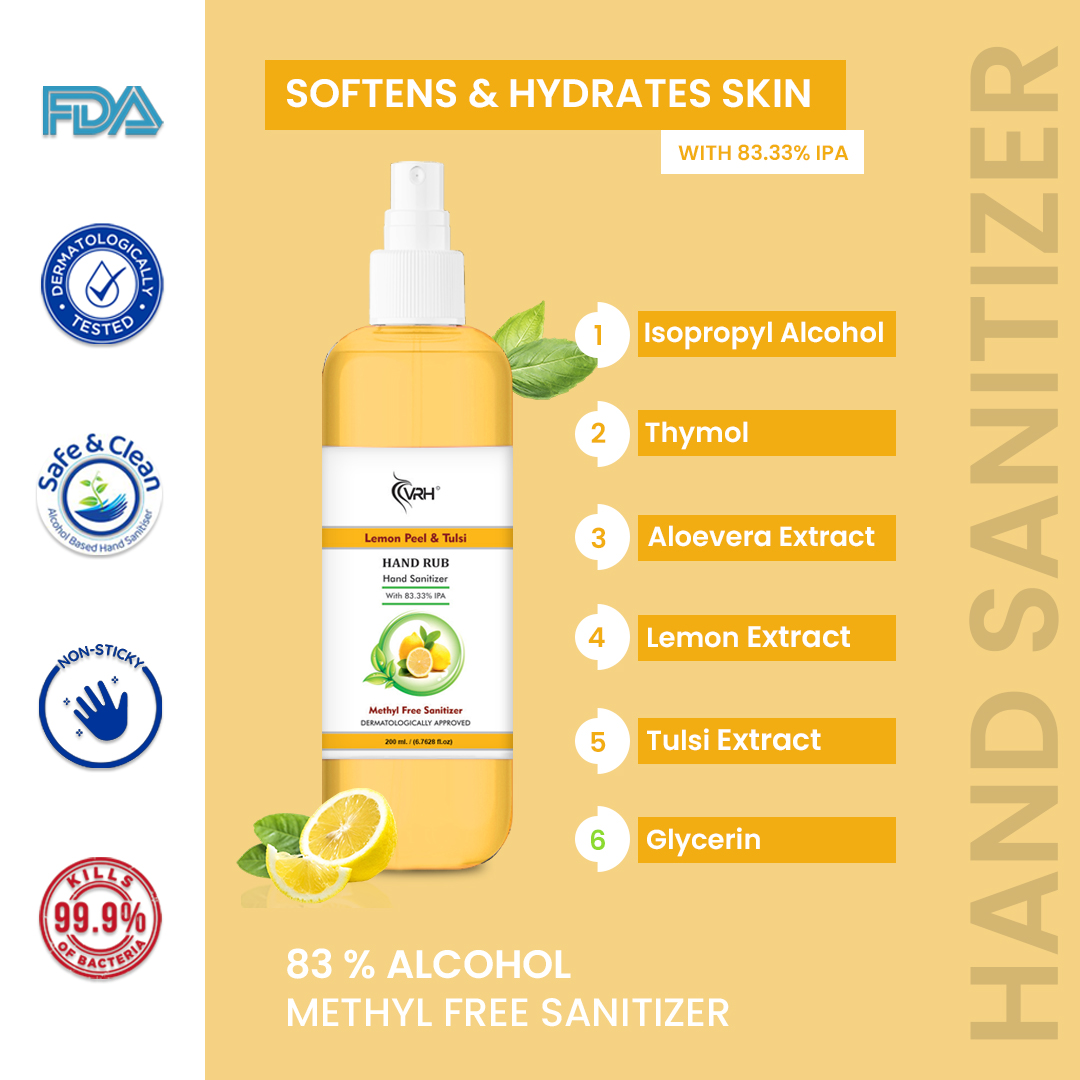 FDA
DERMATOLOGICALLY
TESTED
Safe & Clean
Alcohol Based Hand Sanitiser
NON-STICKY
KILLS
99.9%
OF BACTERIA
SOFTENS & HYDRATES SKIN
WITH 83.33% IPA
VRH©
Lemon Peel & Tulsi
HAND RUB
Hand Sanitizer
With 83.33% IPA
Methyl Free Sanitizer
DERMATOLOGICALLY APPROVED
200 ml. / (6.7628 fl.oz)
1 Isopropyl Alcohol
2 Thymol
3 Aloevera Extract
4 Lemon Extract
5 Tulsi Extract
6 Glycerin
83 % ALCOHOL
METHYL FREE SANITIZER
HAND SANITIZER